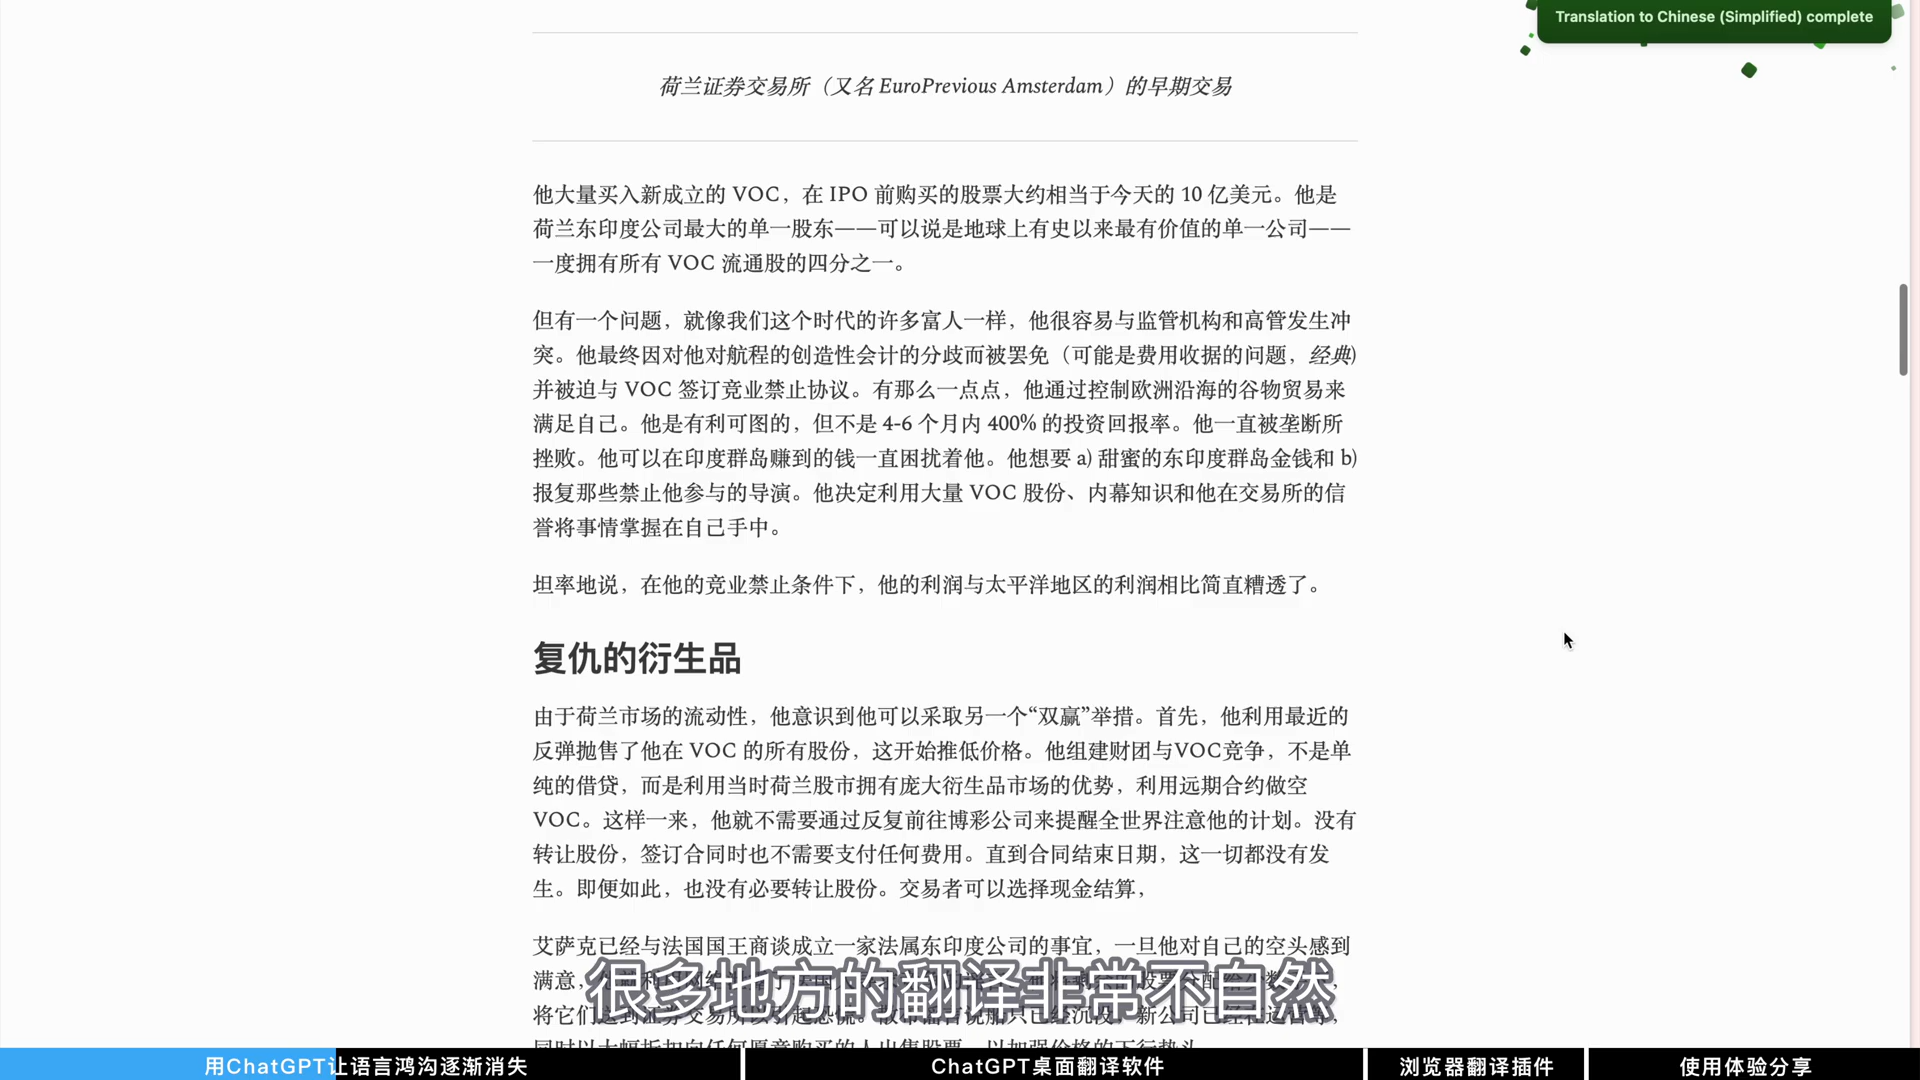 Translation to Chinese (Simplified) complete
荷兰证券交易所（又名 EuroPrevious Amsterdam）的早期交易
他大量买入新成立的 VOC，在 IPO 前购买的股票大约相当于今天的 10 亿美元。他是
荷兰东印度公司最大的单一股东——可以说是地球上有史以来最有价值的单一公司——
一度拥有所有 VOC 流通股的四分之一。
但有一个问题，就像我们这个时代的许多富人一样，他很容易与监管机构和高管发生冲
突。他最终因对他对航程的创造性会计的分歧而被罢免（可能是费用收据的问题，经典）
并被迫与 VOC 签订竞业禁止协议。有那么一点点，他通过控制欧洲沿海的谷物贸易来
满足自己。他是有利可图的，但不是 4-6 个月内 400% 的投资回报率。他一直被垄断所
挫败。他可以在印度群岛赚到的钱一直困扰着他。他想要 a) 甜蜜的东印度群岛金钱和 b)
报复那些禁止他参与的导演。他决定利用大量 VOC 股份、内幕知识和他在交易所的信
誉将事情掌握在自己手中。
坦率地说，在他的竞业禁止条件下，他的利润与太平洋地区的利润相比简直糟透了。
复仇的衍生品
由于荷兰市场的流动性，他意识到他可以采取另一个“双赢”举措。首先，他利用最近的
反弹抛售了他在 VOC 的所有股份，这开始推低价格。他组建财团与VOC竞争，不是单
纯的借贷，而是利用当时荷兰股市拥有庞大衍生品市场的优势，利用远期合约做空
VOC。这样一来，他就不需要通过反复前往博彩公司来提醒全世界注意他的计划。没有
转让股份，签订合同时也不需要支付任何费用。直到合同结束日期，这一切都没有发
生。即便如此，也没有必要转让股份。交易者可以选择现金结算，
艾萨克已经与法国国王商谈成立一家法属东印度公司的事宜，一旦他对自己的空头感到
满意，
将它们
同时以大幅折扣向任何愿意购买的人出售股票，以加强价格的下行势头
很多地方的翻译非常不自然
用ChatGPT让语言鸿沟逐渐消失
ChatGPT桌面翻译软件
浏览器翻译插件
使用体验分享